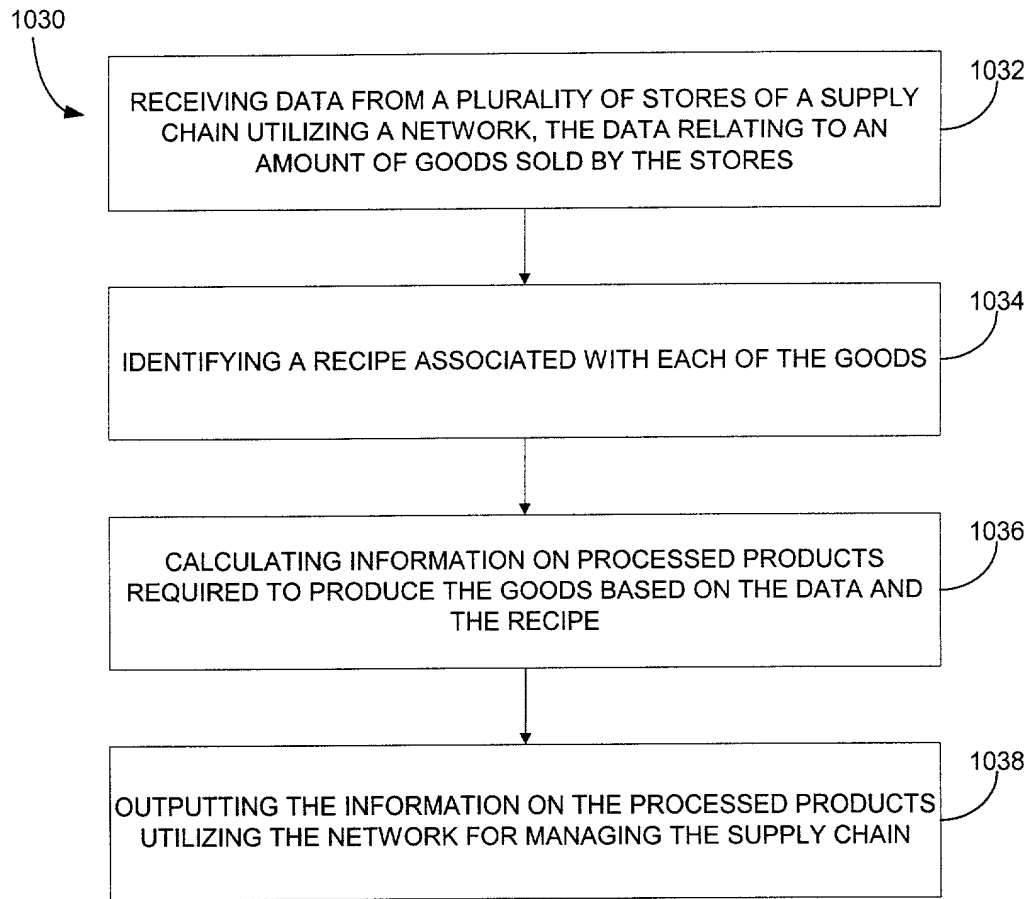 1030
RECEIVING DATA FROM A PLURALITY OF STORES OF A SUPPLY
CHAIN UTILIZING A NETWORK, THE DATA RELATING TO AN
AMOUNT OF GOODS SOLD BY THE STORES
1032
IDENTIFYING A RECIPE ASSOCIATED WITH EACH OF THE GOODS
1034
CALCULATING INFORMATION ON PROCESSED PRODUCTS
REQUIRED TO PRODUCE THE GOODS BASED ON THE DATA AND
THE RECIPE
1036
OUTPUTTING THE INFORMATION ON THE PROCESSED PRODUCTS
UTILIZING THE NETWORK FOR MANAGING THE SUPPLY CHAIN
1038